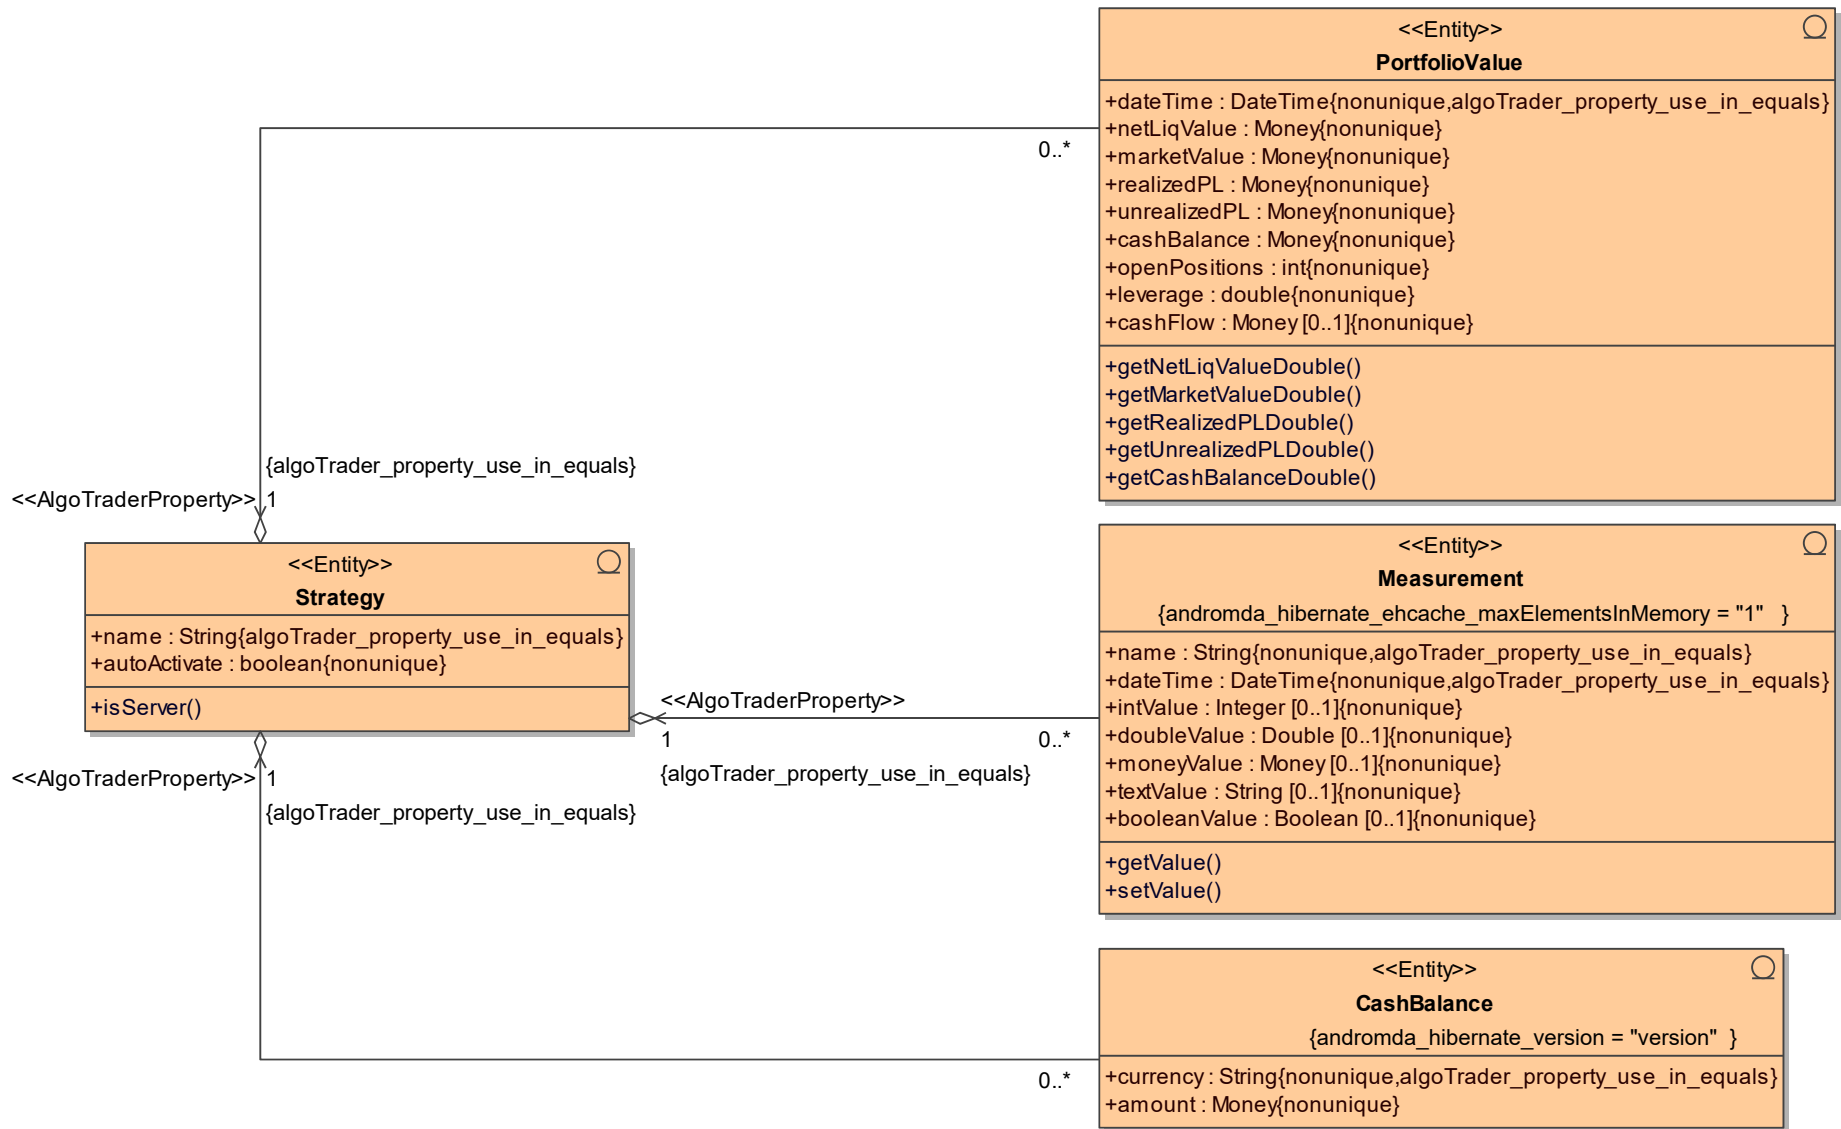 <<Entity>>
PortfolioValue
+dateTime : DateTime{nonunique,algoTrader_property_use_in_equals}
+netLiqValue : Money{nonunique}
+marketValue : Money{nonunique}
+realizedPL : Money{nonunique}
+unrealizedPL : Money{nonunique}
+cashBalance : Money{nonunique}
+openPositions : int{nonunique}
+leverage : double{nonunique}
+cashFlow : Money [0..1]{nonunique}
+getNetLiqValueDouble()
+getMarketValueDouble()
+getRealizedPLDouble()
+getUnrealizedPLDouble()
+getCashBalanceDouble()
0..*
{algoTrader_property_use_in_equals}
<<AlgoTraderProperty>> 1
<<Entity>>
Strategy
+name : String{algoTrader_property_use_in_equals}
+autoActivate : boolean{nonunique}
+isServer()
<<AlgoTraderProperty>>
1
0..*
{algoTrader_property_use_in_equals}
<<Entity>>
Measurement
{andromda_hibernate_ehcache_maxElementsInMemory = "1" }
+name : String{nonunique,algoTrader_property_use_in_equals}
+dateTime : DateTime{nonunique,algoTrader_property_use_in_equals}
+intValue : Integer [0..1]{nonunique}
+doubleValue : Double [0..1]{nonunique}
+moneyValue : Money [0..1]{nonunique}
+textValue : String [0..1]{nonunique}
+booleanValue : Boolean [0..1]{nonunique}
+getValue()
+setValue()
<<AlgoTraderProperty>> 1
{algoTrader_property_use_in_equals}
0..*
<<Entity>>
CashBalance
{andromda_hibernate_version = "version" }
+currency : String{nonunique,algoTrader_property_use_in_equals}
+amount : Money{nonunique}